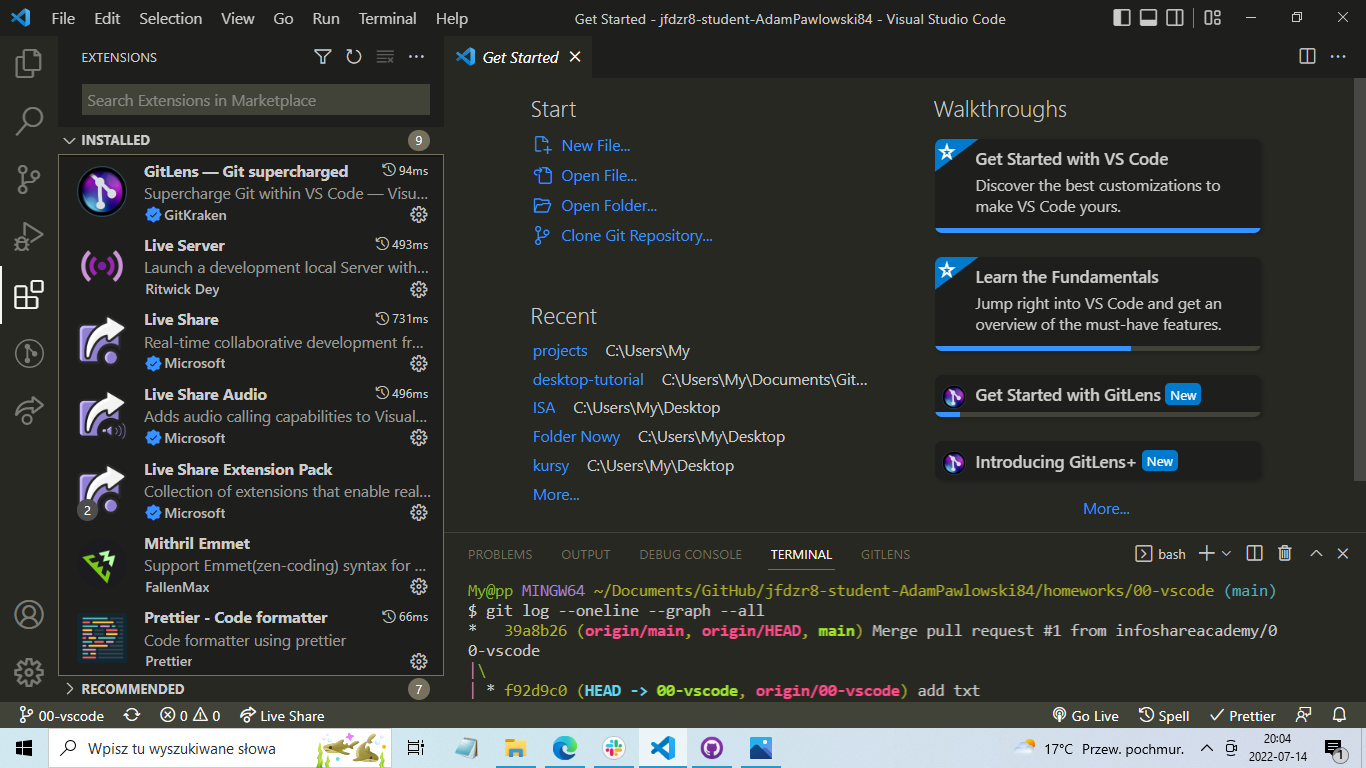 File Edit Selection View Go Run Terminal Help
Get Started - jfdzr8-student-AdamPawlowski84 - Visual Studio Code
EXTENSIONS
Search Extensions in Marketplace
INSTALLED 9
GitLens — Git supercharged 94ms
Supercharge Git within VS Code — Visu...
GitKraken
Live Server 493ms
Launch a development local Server with...
Ritwick Dey
Live Share 731ms
Real-time collaborative development fr...
Microsoft
Live Share Audio 496ms
Adds audio calling capabilities to Visual...
Microsoft
Live Share Extension Pack
Collection of extensions that enable real...
2
Microsoft
Mithril Emmet
Support Emmet(zen-coding) syntax for ...
FallenMax
Prettier - Code formatter 66ms
Code formatter using prettier
Prettier
RECOMMENDED 7
Get Started
Start
New File...
Open File...
Open Folder...
Clone Git Repository...
Recent
projects C:\Users\My
desktop-tutorial C:\Users\My\Documents\Git...
ISA C:\Users\My\Desktop
Folder Nowy C:\Users\My\Desktop
kursy C:\Users\My\Desktop
More...
Walkthroughs
Get Started with VS Code
Discover the best customizations to
make VS Code yours.
Learn the Fundamentals
Jump right into VS Code and get an
overview of the must-have features.
Get Started with GitLens New
Introducing GitLens+ New
More...
PROBLEMS OUTPUT DEBUG CONSOLE TERMINAL GITLENS
bash
My@pp MINGW64 ~/Documents/GitHub/jfdzr8-student-AdamPawlowski84/homeworks/00-vscode (main)
$ git log --oneline --graph --all
*   39a8b26 (origin/main, origin/HEAD, main) Merge pull request #1 from infoshareacademy/0
0-vscode
|\
| * f92d9c0 (HEAD -> 00-vscode, origin/00-vscode) add txt
00-vscode 0 0 Live Share Go Live Spell Prettier
Wpisz tu wyszukiwane słowa
17°C Przew. pochmur.
20:04
2022-07-14
1